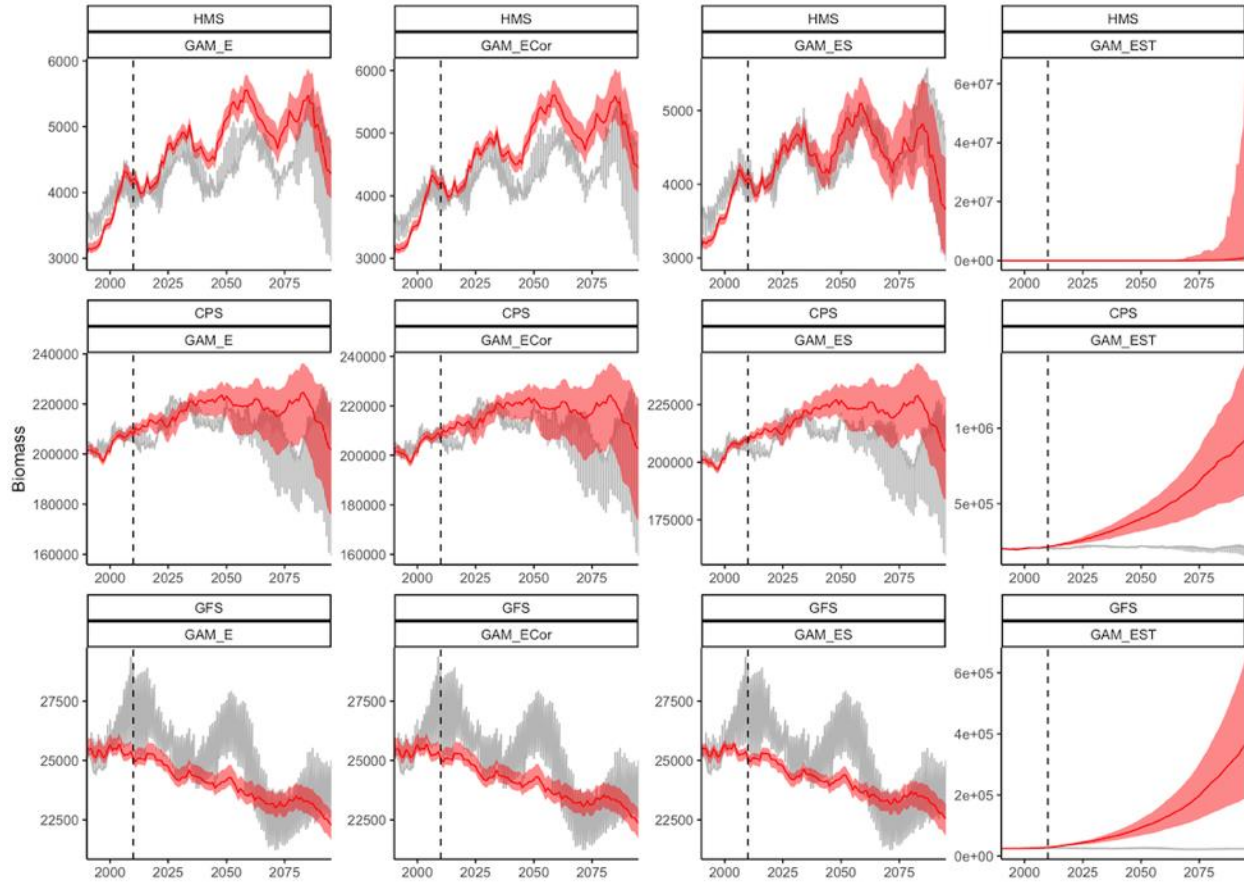 HMS HMS HMS HMS
GAM_E GAM_ECor GAM_ES GAM_EST
6000 6000 6e+07
5000 5000 5000 4e+07
4000 4000 4000 2e+07
3000 3000 3000 0e+00
2000 2025 2050 2075 2000 2025 2050 2075 2000 2025 2050 2075 2000 2025 2050 2075
CPS CPS CPS CPS
GAM_E GAM_ECor GAM_ES GAM_EST
240000 240000
220000 220000 225000 1e+06
200000 200000 200000
180000 180000 175000 5e+05
160000 160000
2000 2025 2050 2075 2000 2025 2050 2075 2000 2025 2050 2075 2000 2025 2050 2075
Biomass
GFS GFS GFS GFS
GAM_E GAM_ECor GAM_ES GAM_EST
27500 27500 27500 6e+05
25000 25000 25000 4e+05
22500 22500 22500 2e+05
0e+00
2000 2025 2050 2075 2000 2025 2050 2075 2000 2025 2050 2075 2000 2025 2050 2075